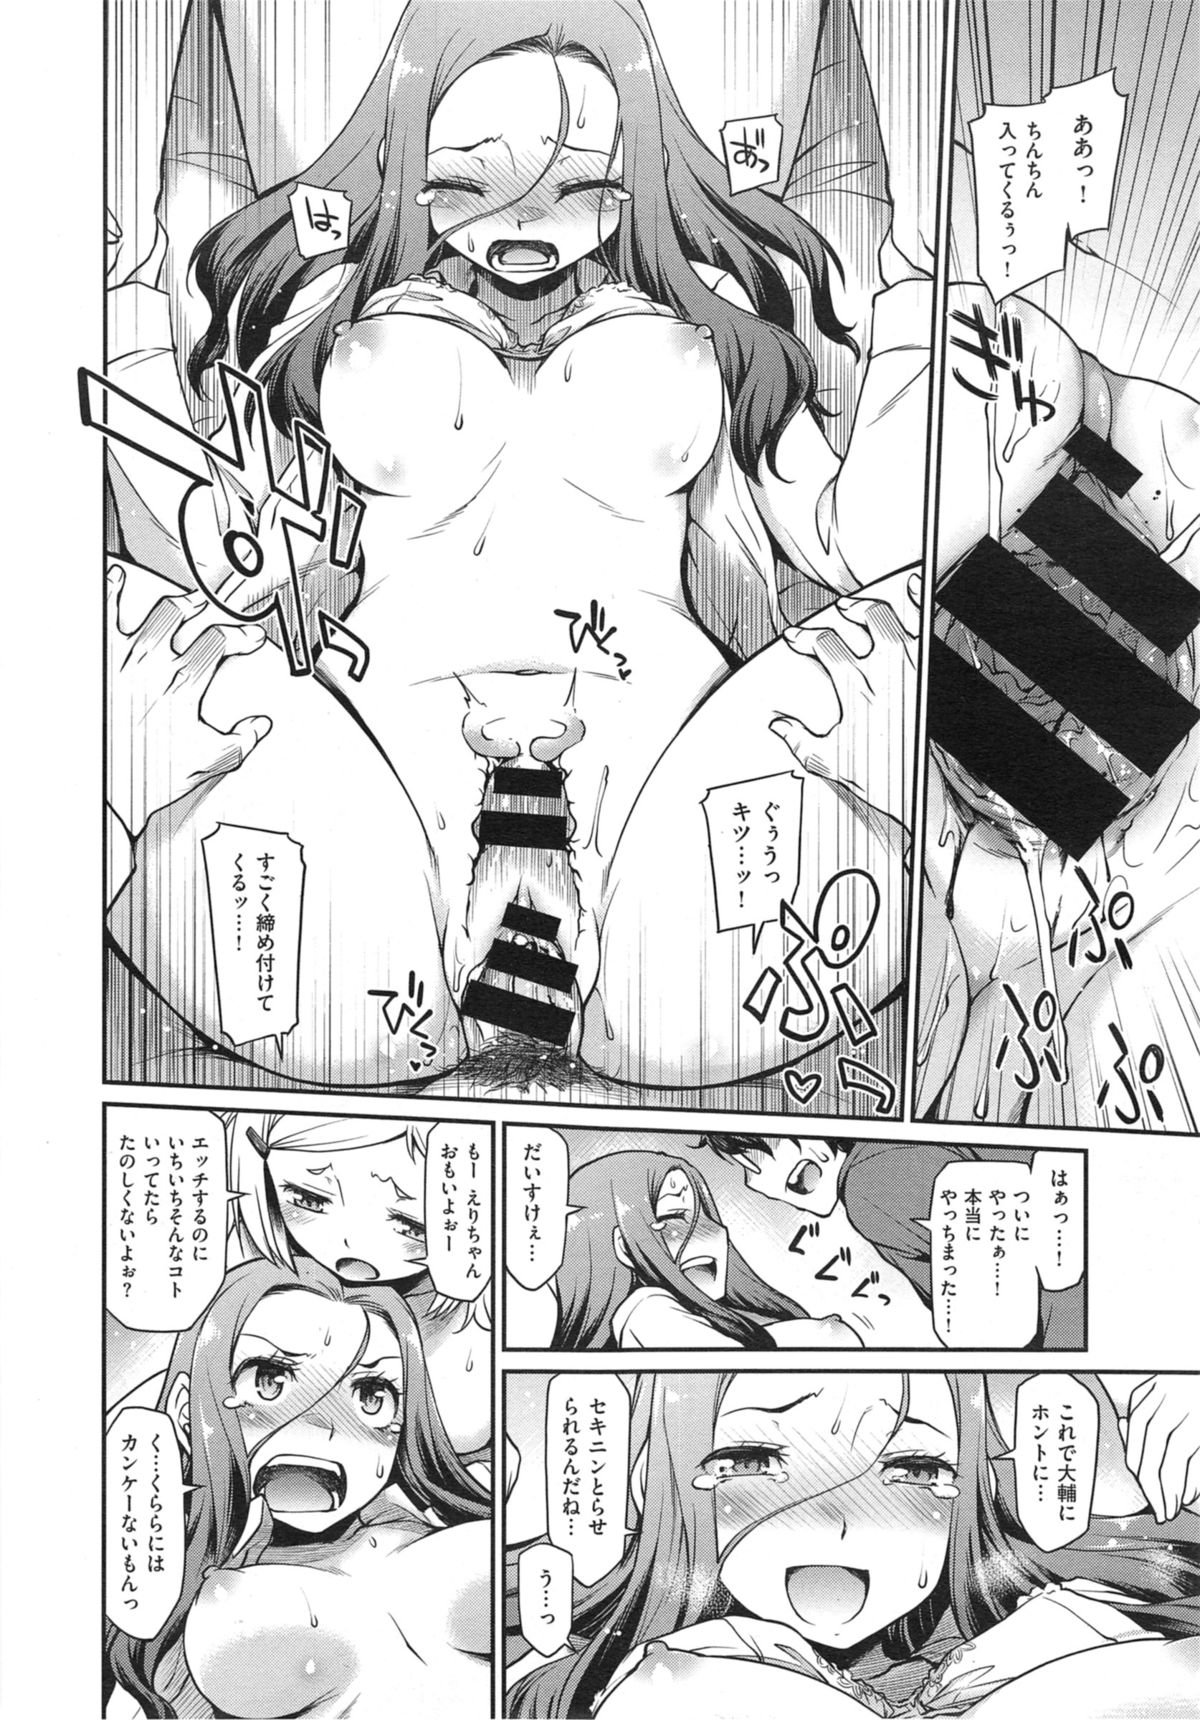 ああっ！
ちんちん
入ってくるぅっ！
あっ
はっ
ギュ
ぷ
ぷ
ぷ
ぷ
びくっ
ぐぅうっ
キツ…ッ！
ぷぷッ
すごく締め付けて
くるッ…！
びくっ
はぁっ…！
ついに
やったぁ…！
本当に
やっちまった…！
ぐぐぐっ
だいすけぇ…
これで大輔に
ホントに…
セキニンとらせ
られるんだね…
う…っ
もーえりちゃん
おもいよぉー
エッチするのに
いちいちそんなコト
いってたら
たのしくないよぉ？
く…くららには
カンケーないもんっ